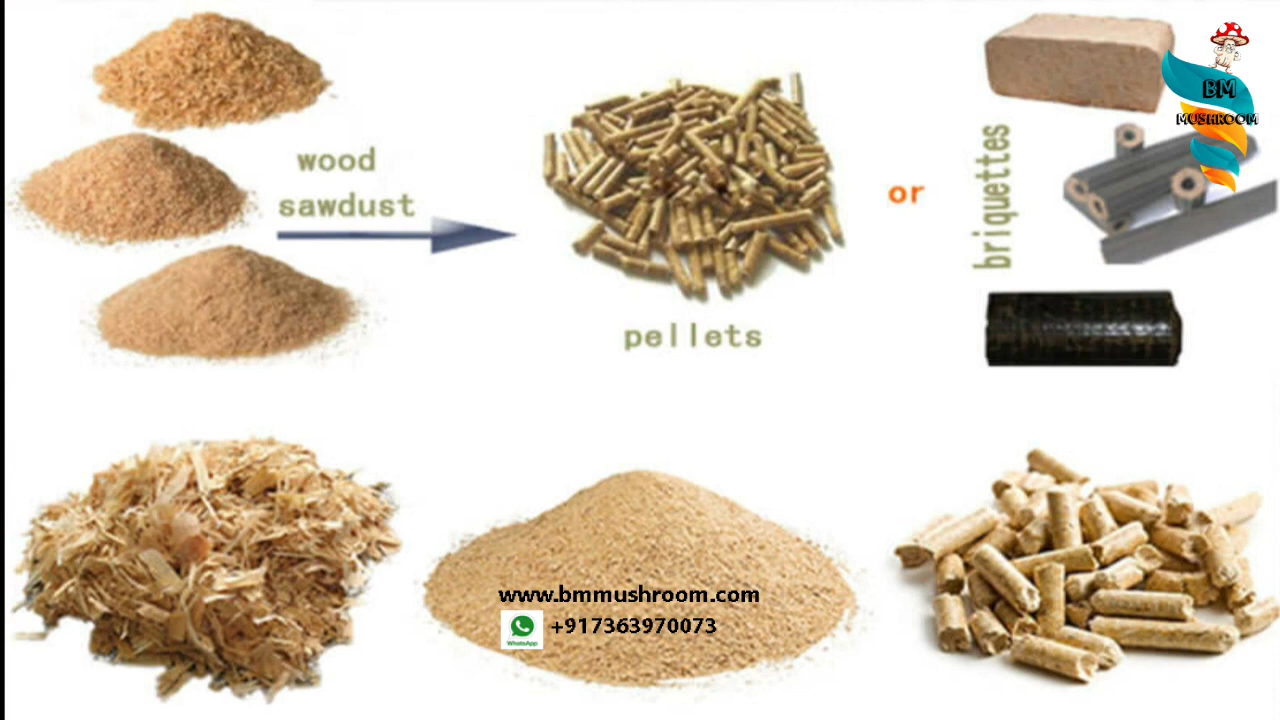 wood
sawdust
pellets
or
briquettes
BM
MUSHROOM
www.bmmushroom.com
WhatsApp
+917363970073